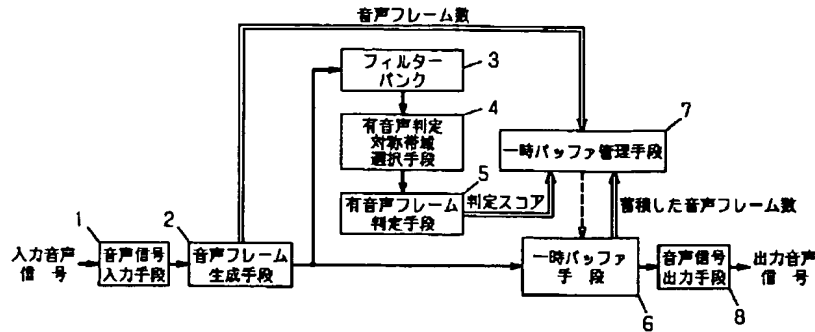 音声フレーム数
フィルター
バンク
3
有音声判定
対称帯域
選択手段
4
有音声フレーム
判定手段
5
判定スコア
一時バッファ管理手段
7
蓄積した音声フレーム数
入力音声
信号
1
音声信号
入力手段
2
音声フレーム
生成手段
一時バッファ
手段
6
音声信号
出力手段
8
出力音声
信号